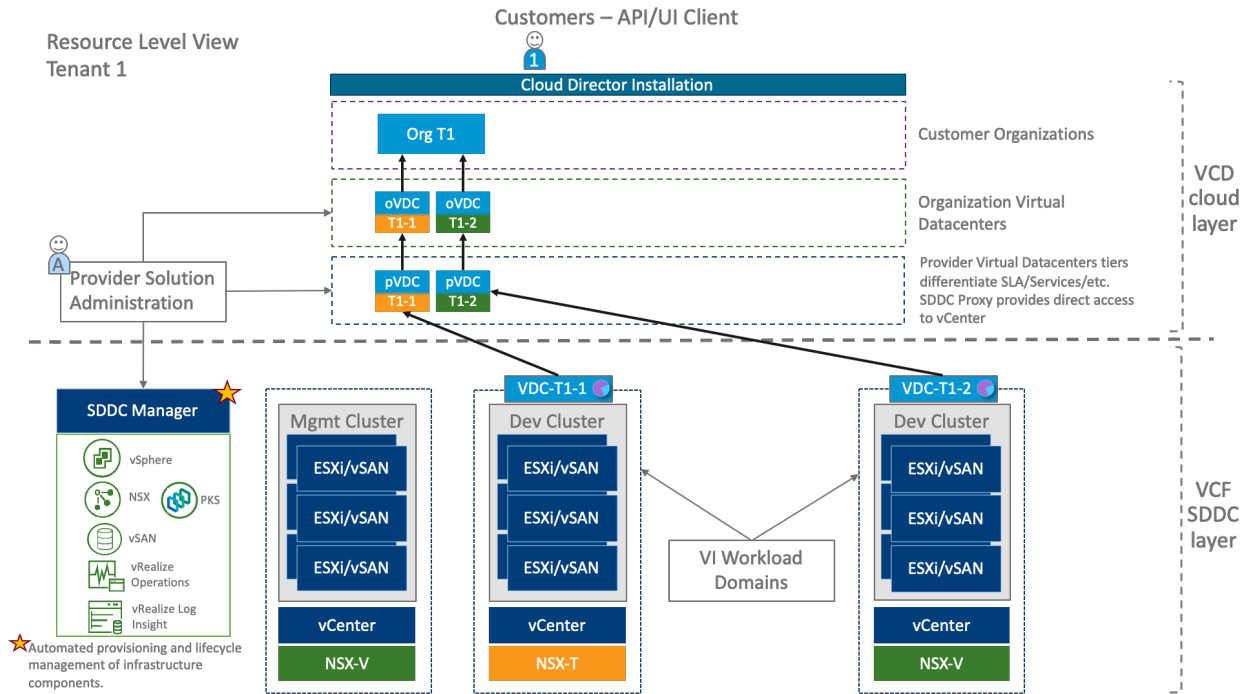 Customers – API/UI Client
Resource Level View
Tenant 1
1
Cloud Director Installation
Org T1
Customer Organizations
oVDC
T1-1
oVDC
T1-2
Organization Virtual
Datacenters
A
Provider Solution
Administration
pVDC
T1-1
pVDC
T1-2
Provider Virtual Datacenters tiers
differentiate SLA/Services/etc.
SDDC Proxy provides direct access
to vCenter
VCD
cloud
layer
SDDC Manager
vSphere
NSX
PKS
vSAN
vRealize
Operations
vRealize Log
Insight
Automated provisioning and lifecycle
management of infrastructure
components.
Mgmt Cluster
ESXi/vSAN
ESXi/vSAN
ESXi/vSAN
vCenter
NSX-V
VDC-T1-1
Dev Cluster
ESXi/vSAN
ESXi/vSAN
ESXi/vSAN
vCenter
NSX-T
VI Workload
Domains
VDC-T1-2
Dev Cluster
ESXi/vSAN
ESXi/vSAN
ESXi/vSAN
vCenter
NSX-V
VCF
SDDC
layer